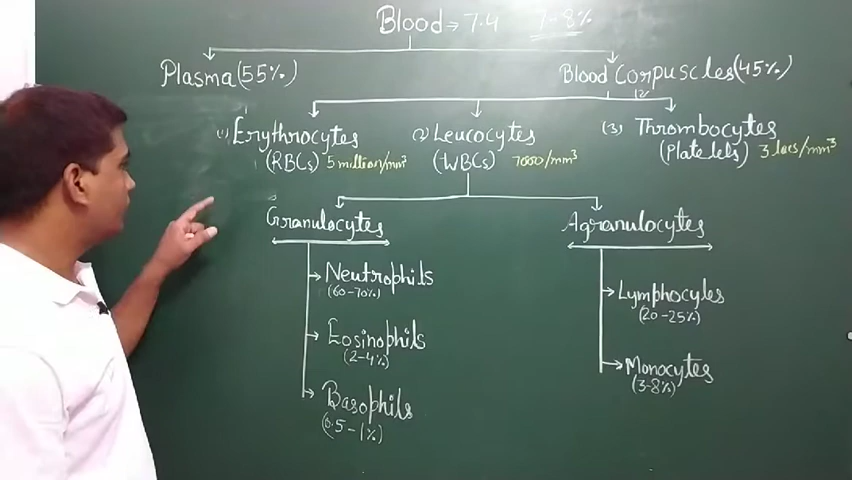 Blood → 7.4 7-8%
Plasma (55%)
Blood Corpuscles (45%)
(1) Erythrocytes
(RBCs) 5 million/mm³
(2) Leucocytes
(WBCs) 7000/mm³
(3) Thrombocytes
(Platelets) 3 lacs/mm³
Granulocytes
Neutrophils
(60-70%)
Eosinophils
(2-4%)
Basophils
(0.5-1%)
Agranulocytes
Lymphocytes
(20-25%)
Monocytes
(3-8%)